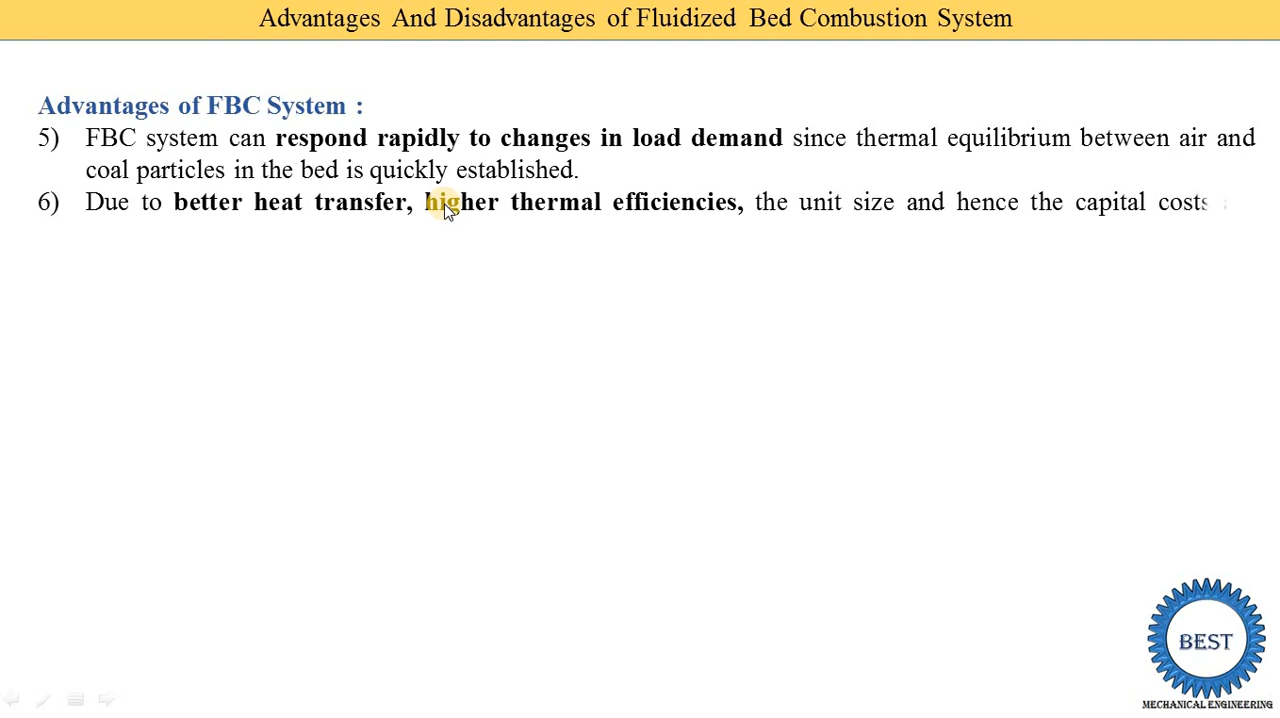 Advantages And Disadvantages of Fluidized Bed Combustion System
Advantages of FBC System :
5) FBC system can respond rapidly to changes in load demand since thermal equilibrium between air and
coal particles in the bed is quickly established.
6) Due to better heat transfer, higher thermal efficiencies, the unit size and hence the capital costs
BEST
MECHANICAL ENGINEERING